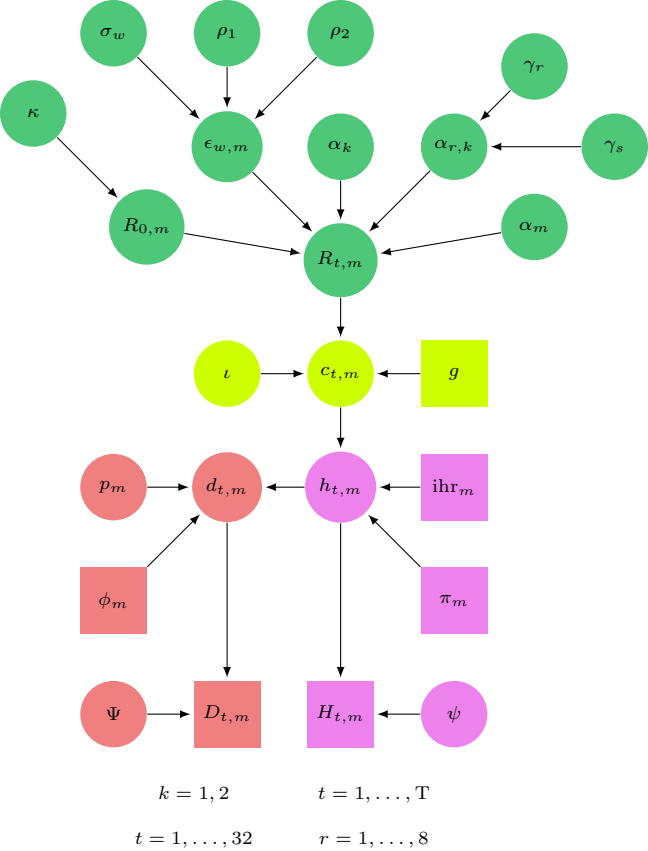 σ_w ρ_1 ρ_2
γ_r
κ
ϵ_{w,m} α_k α_{r,k} γ_s
R_{0,m} α_m
R_{t,m}
ι c_{t,m} g
p_m d_{t,m} h_{t,m} ihr_m
ϕ_m π_m
Ψ D_{t,m} H_{t,m} ψ
k = 1, 2 t = 1, . . . , T
t = 1, . . . , 32 r = 1, . . . , 8